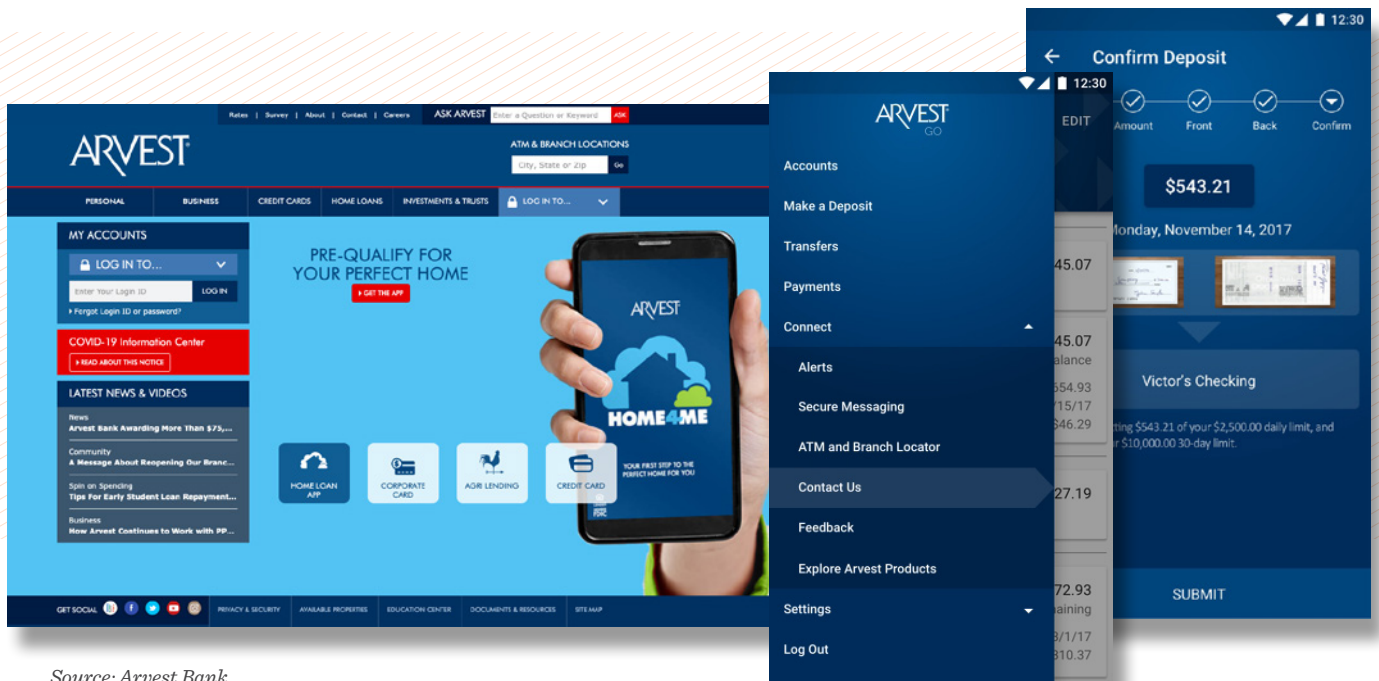 Rates | Survey | About | Contact | Careers
ASK ARVEST
Enter a Question or Keyword
ASK
ARVEST
ATM & BRANCH LOCATIONS
City, State or Zip
Go
PERSONAL
BUSINESS
CREDIT CARDS
HOME LOANS
INVESTMENTS & TRUSTS
LOG IN TO...
MY ACCOUNTS
LOG IN TO...
Enter Your Login ID
LOG IN
Forgot Login ID or password?
COVID-19 Information Center
READ ABOUT THIS NOTICE
LATEST NEWS & VIDEOS
News
Arvest Bank Awarding More Than $75,...
Community
A Message About Reopening Our Branc...
Spin on Spending
Tips For Early Student Loan Repayment...
Business
How Arvest Continues to Work with PP...
PRE-QUALIFY FOR
YOUR PERFECT HOME
GET THE APP
HOME LOAN
APP
CORPORATE
CARD
AGRI LENDING
CREDIT CARD
ARVEST
HOME4ME
YOUR FIRST STEP TO THE
PERFECT HOME FOR YOU
GET SOCIAL
PRIVACY & SECURITY
AVAILABLE PROPERTIES
EDUCATION CENTER
DOCUMENTS & RESOURCES
SITE MAP
Source: Arvest Bank
12:30
ARVEST
GO
Accounts
Make a Deposit
Transfers
Payments
Connect
Alerts
Secure Messaging
ATM and Branch Locator
Contact Us
Feedback
Explore Arvest Products
Settings
Log Out
EDIT
45.07
45.07
alance
654.93
/15/17
$46.29
27.19
72.93
aining
3/1/17
310.37
12:30
Confirm Deposit
Amount
Front
Back
Confirm
$543.21
Monday, November 14, 2017
Victor's Checking
ting $543.21 of your $2,500.00 daily limit, and
$10,000.00 30-day limit.
SUBMIT